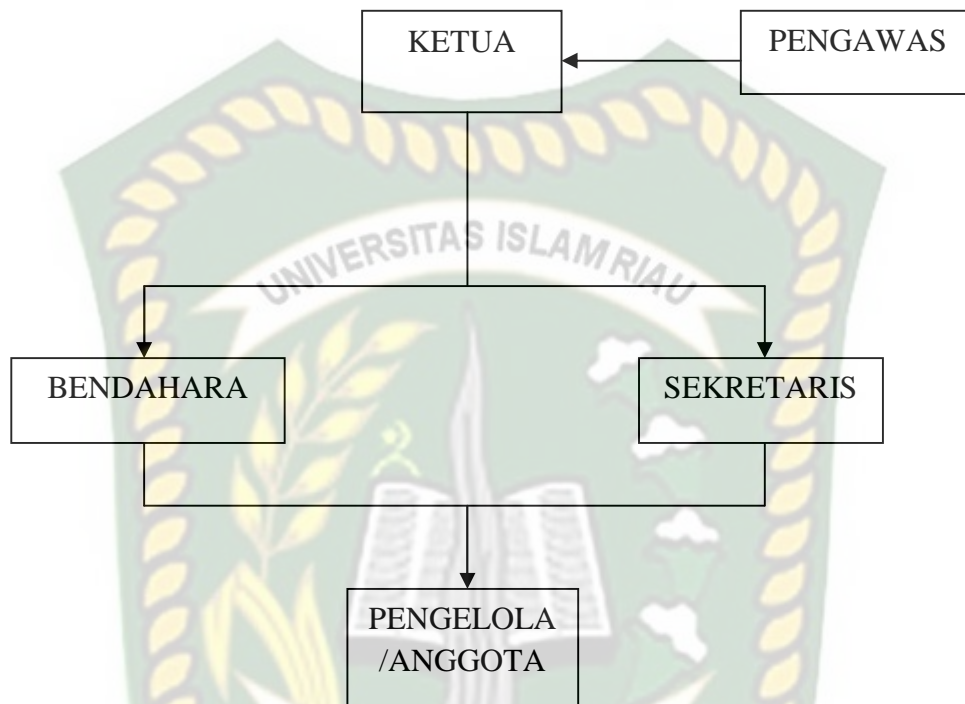 KETUA
PENGAWAS
UNIVERSITAS ISLAM RIAU
BENDAHARA
SEKRETARIS
PENGELOLA
/ANGGOTA